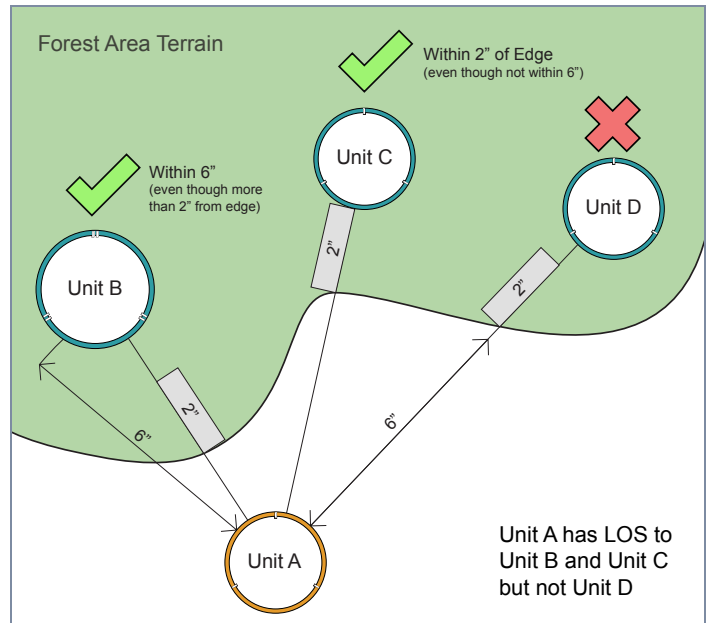 Forest Area Terrain
Within 2” of Edge
(even though not within 6”)
Unit C
Unit D
Within 6”
(even though more
than 2” from edge)
Unit B
2”
2”
2”
6”
6”
Unit A
Unit A has LOS to
Unit B and Unit C
but not Unit D